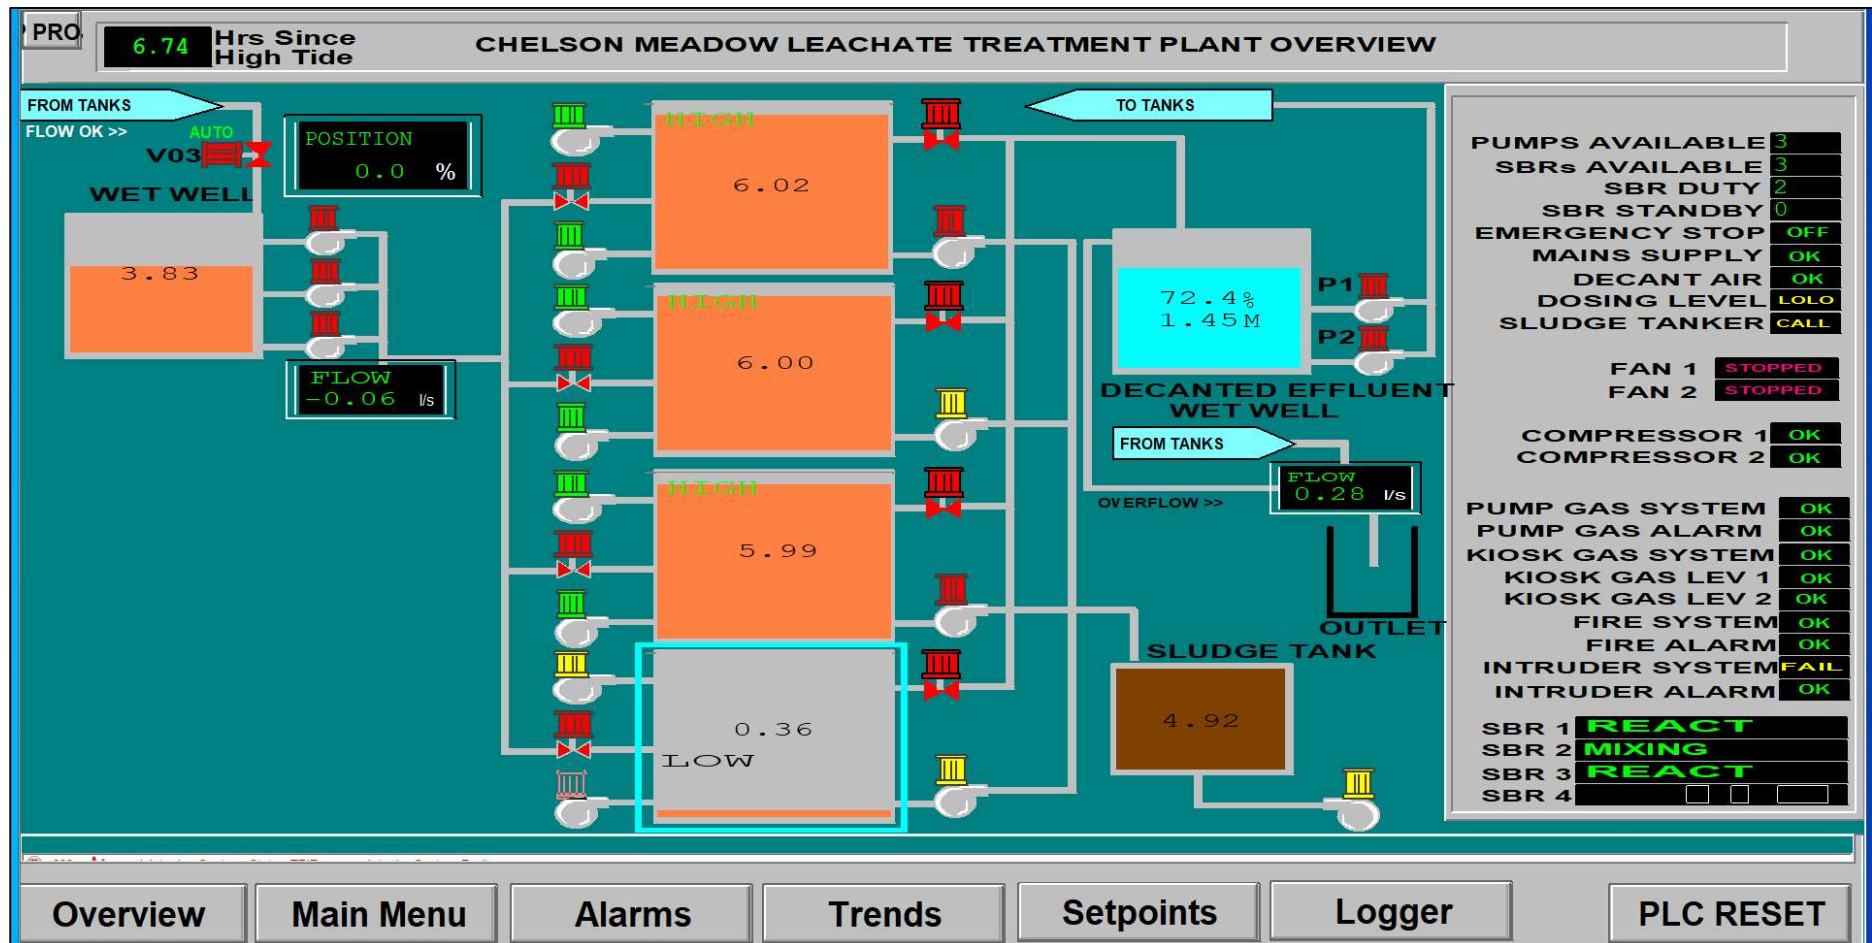 PRO
6.74 Hrs Since
High Tide
CHELSON MEADOW LEACHATE TREATMENT PLANT OVERVIEW
FROM TANKS
FLOW OK >>
AUTO
V03
POSITION
0.0 %
WET WELL
3.83
FLOW
-0.06 l/s
HIGH
6.02
HIGH
6.00
HIGH
5.99
0.36
LOW
TO TANKS
72.4%
1.45M
P1
P2
DECANTED EFFLUENT
WET WELL
FROM TANKS
FLOW
0.28 l/s
OVERFLOW >>
OUTLET
SLUDGE TANK
4.92
PUMPS AVAILABLE 3
SBRs AVAILABLE 3
SBR DUTY 2
SBR STANDBY 0
EMERGENCY STOP OFF
MAINS SUPPLY OK
DECANT AIR OK
DOSING LEVEL LOLO
SLUDGE TANKER CALL
FAN 1 STOPPED
FAN 2 STOPPED
COMPRESSOR 1 OK
COMPRESSOR 2 OK
PUMP GAS SYSTEM OK
PUMP GAS ALARM OK
KIOSK GAS SYSTEM OK
KIOSK GAS LEV 1 OK
KIOSK GAS LEV 2 OK
FIRE SYSTEM OK
FIRE ALARM OK
INTRUDER SYSTEM FAIL
INTRUDER ALARM OK
SBR 1 REACT
SBR 2 MIXING
SBR 3 REACT
SBR 4
Overview
Main Menu
Alarms
Trends
Setpoints
Logger
PLC RESET